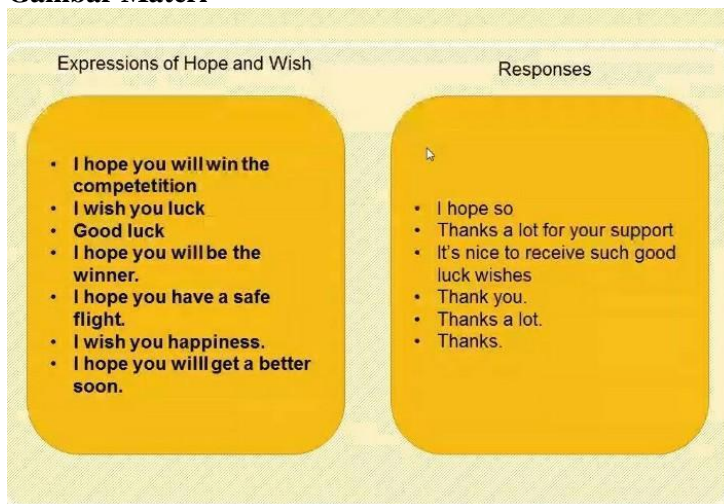 Gambar Materi
Expressions of Hope and Wish
• I hope you will win the
competetition
• I wish you luck
• Good luck
• I hope you will be the
winner.
• I hope you have a safe
flight.
• I wish you happiness.
• I hope you willl get a better
soon.
Responses
• I hope so
• Thanks a lot for your support
• It's nice to receive such good
luck wishes
• Thank you.
• Thanks a lot.
• Thanks.